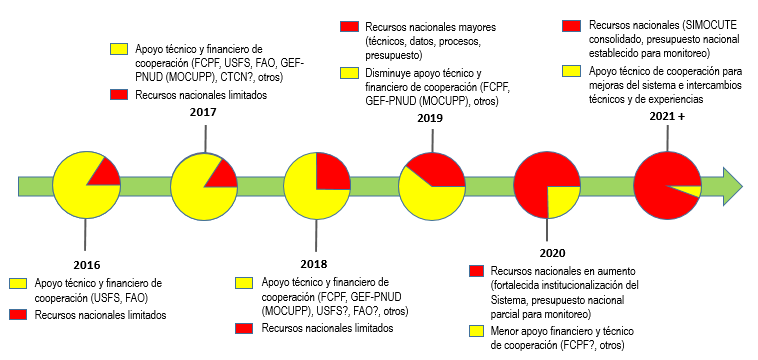 Apoyo técnico y financiero de
cooperación (FCPF, USFS, FAO, GEF-
PNUD (MOCUPP), CTCN?, otros)
Recursos nacionales limitados
2017
Recursos nacionales mayores
(técnicos, datos, procesos,
presupuesto)
Disminuye apoyo técnico y
financiero de cooperación (FCPF,
GEF-PNUD (MOCUPP), otros)
2019
Recursos nacionales (SIMOCUTE
consolidado, presupuesto nacional
establecido para monitoreo)
Apoyo técnico de cooperación para
mejoras del sistema e intercambios
técnicos y de experiencias
2021 +
2016
Apoyo técnico y financiero de
cooperación (USFS, FAO)
Recursos nacionales limitados
2018
Apoyo técnico y financiero de
cooperación (FCPF, GEF-PNUD
(MOCUPP), USFS?, FAO?, otros)
Recursos nacionales limitados
2020
Recursos nacionales en aumento
(fortalecida institucionalización del
Sistema, presupuesto nacional
parcial para monitoreo)
Menor apoyo financiero y técnico
de cooperación (FCPF?, otros)